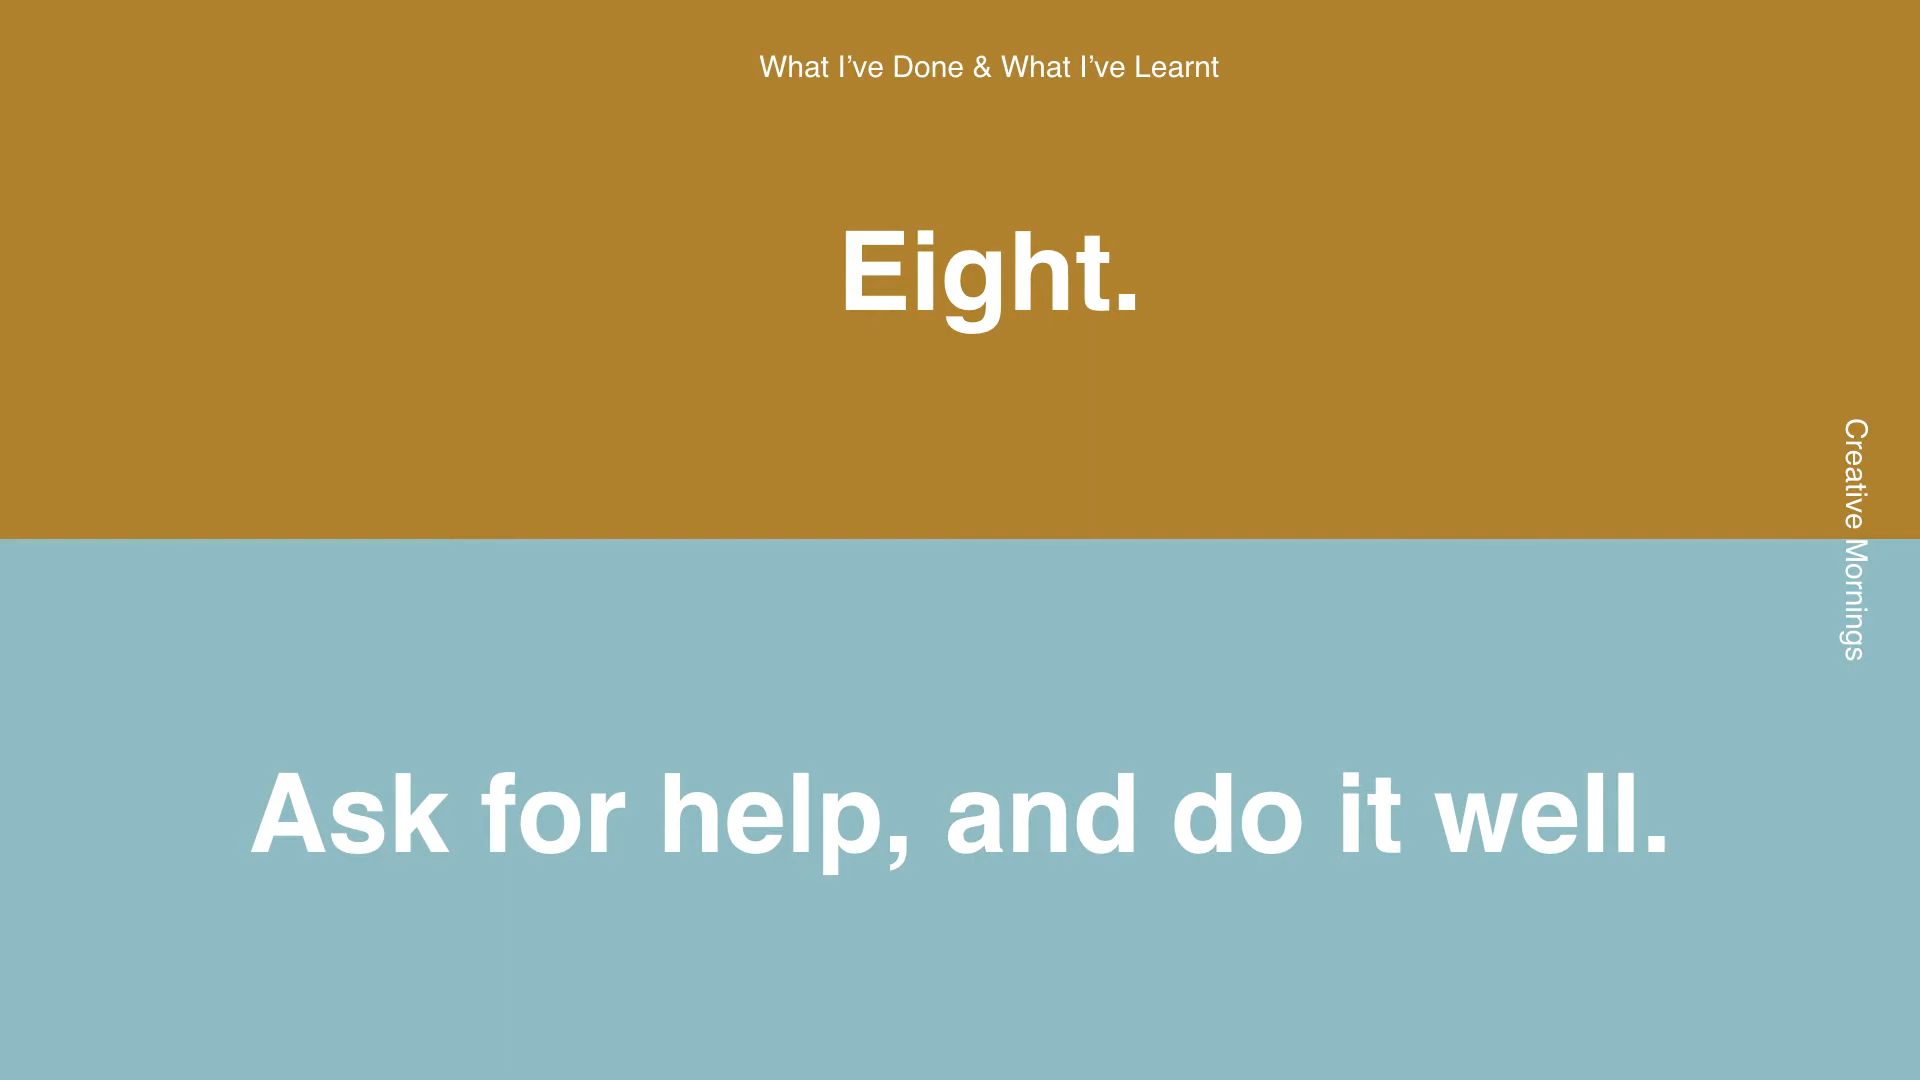 What I’ve Done & What I’ve Learnt
Eight.
Creative Mornings
Ask for help, and do it well.